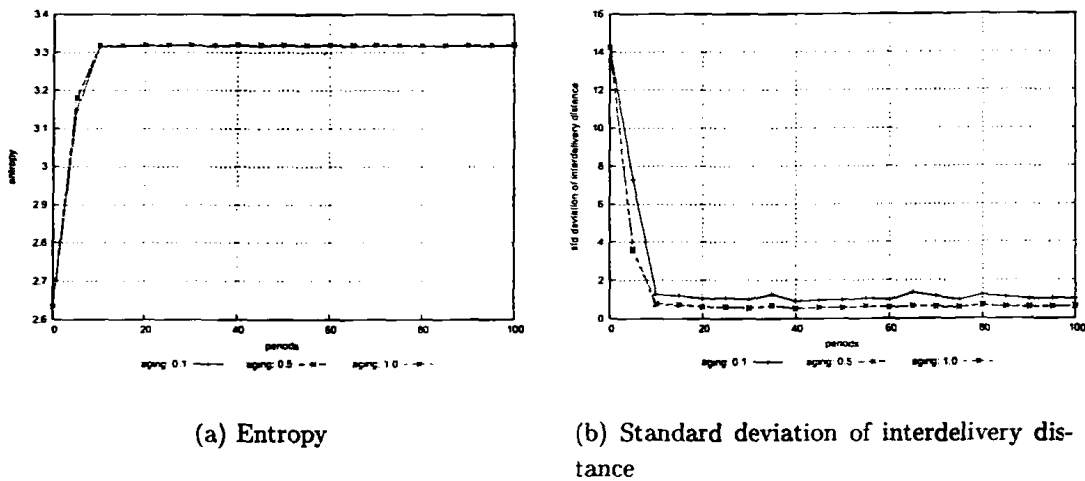 3.4
3.3
3.2
3.1
3
2.9
2.8
2.7
2.6
entropy
0
20
40
60
80
100
periods
aging: 0.1
aging: 0.5
aging: 1.0
(a) Entropy
16
14
12
10
8
6
4
2
0
std deviation of interdelivery distance
0
20
40
60
80
100
periods
aging: 0.1
aging: 0.5
aging: 1.0
(b) Standard deviation of interdelivery dis-
tance